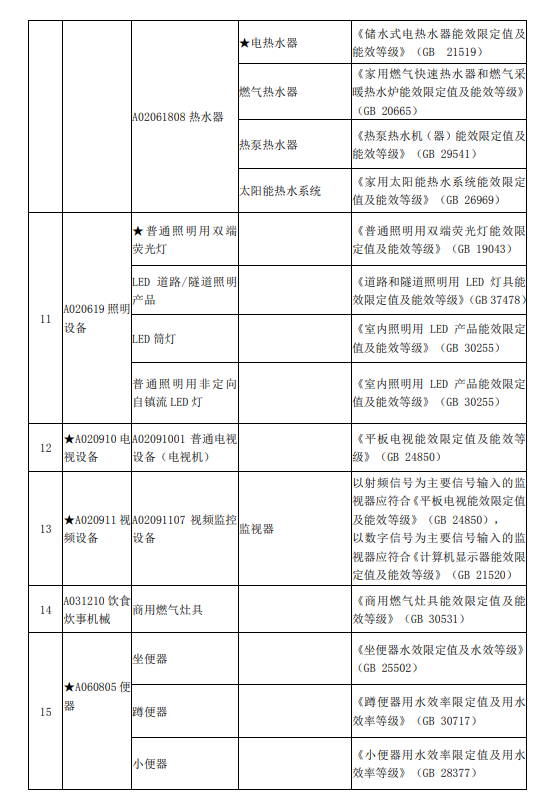 A02061808 热水器
★电热水器
《储水式电热水器能效限定值及
能效等级》（GB 21519）
燃气热水器
《家用燃气快速热水器和燃气采
暖热水炉能效限定值及能效等级》
（GB 20665）
热泵热水器
《热泵热水机（器）能效限定值及
能效等级》（GB 29541）
太阳能热水系统
《家用太阳能热水系统能效限定
值及能效等级》（GB 26969）
11
A020619 照明
设备
★普通照明用双端
荧光灯
《普通照明用双端荧光灯能效限
定值及能效等级》（GB 19043）
LED 道路/隧道照明
产品
《道路和隧道照明用 LED 灯具能
效限定值及能效等级》（GB 37478）
LED 筒灯
《室内照明用 LED 产品能效限定
值及能效等级》（GB 30255）
普通照明用非定向
自镇流 LED 灯
《室内照明用 LED 产品能效限定
值及能效等级》（GB 30255）
12
★A020910 电
视设备
A02091001 普通电视
设备（电视机）
《平板电视能效限定值及能效等
级》（GB 24850）
13
★A020911 视
频设备
A02091107 视频监控
设备
监视器
以射频信号为主要信号输入的监
视器应符合《平板电视能效限定值
及能效等级》（GB 24850），
以数字信号为主要信号输入的监
视器应符合《计算机显示器能效限
定值及能效等级》（GB 21520）
14
A031210 饮食
炊事机械
商用燃气灶具
《商用燃气灶具能效限定值及能
效等级》（GB 30531）
15
★A060805 便
器
坐便器
《坐便器水效限定值及水效等级》
（GB 25502）
蹲便器
《蹲便器用水效率限定值及用水
效率等级》（GB 30717）
小便器
《小便器用水效率限定值及用水
效率等级》（GB 28377）